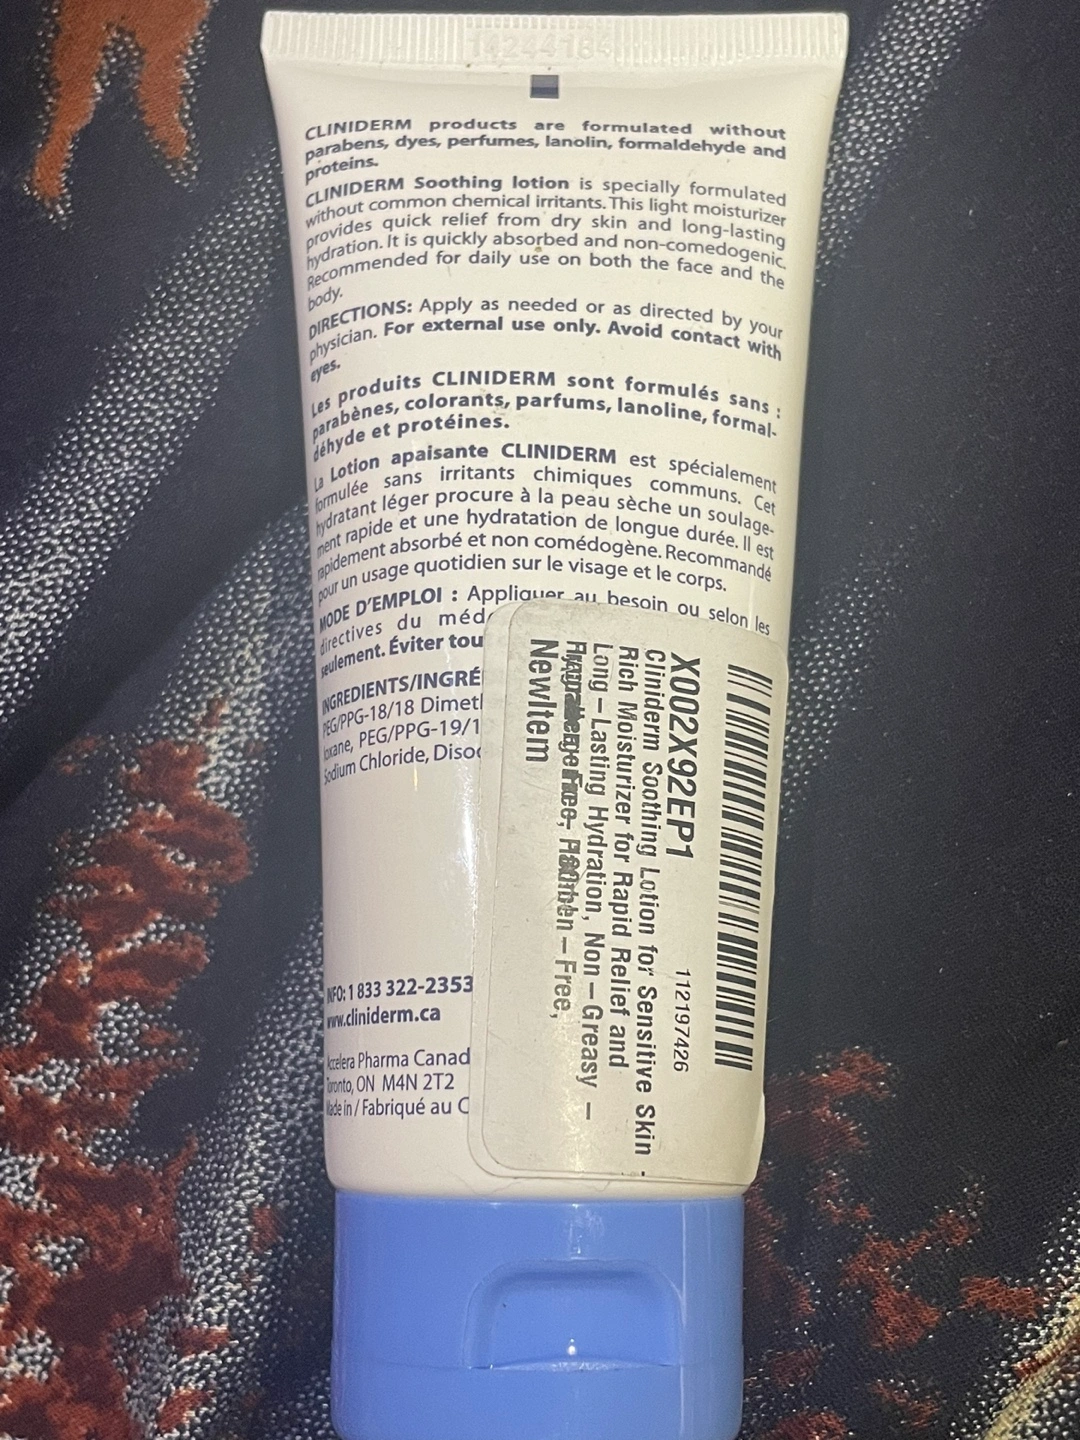 CLINIDERM products are formulated without
parabens, dyes, perfumes, lanolin, formaldehyde and
proteins.
CLINIDERM Soothing lotion is specially formulated
without common chemical irritants. This light moisturizer
provides quick relief from dry skin and long-lasting
hydration. It is quickly absorbed and non-comedogenic.
Recommended for daily use on both the face and the
body.
DIRECTIONS: Apply as needed or as directed by your
physician. For external use only. Avoid contact with
eyes.
Les produits CLINIDERM sont formulés sans :
parabènes, colorants, parfums, lanoline, formal-
déhyde et protéines.
La Lotion apaisante CLINIDERM est spécialement
formulée sans irritants chimiques communs. Cet
hydratant léger procure à la peau sèche un soulage-
ment rapide et une hydratation de longue durée. Il est
rapidement absorbé et non comédogène. Recommandé
pour un usage quotidien sur le visage et le corps.
MODE D'EMPLOI : Appliquer au besoin ou selon les
directives du méd
seulement. Éviter tou
INGREDIENTS/INGRÉ
PEG/PPG-18/18 Dimet
loxane, PEG/PPG-19/1
Sodium Chloride, Diso
INFO: 1 833 322-2353
www.cliniderm.ca
Accelera Pharma Canad
Toronto, ON M4N 2T2
Made in / Fabriqué au C
X002X92EP1 112197426
Cliniderm Soothing Lotion for Sensitive Skin -
Rich Moisturizer for Rapid Relief and
Long – Lasting Hydration, Non – Greasy –
Free,
NewItem